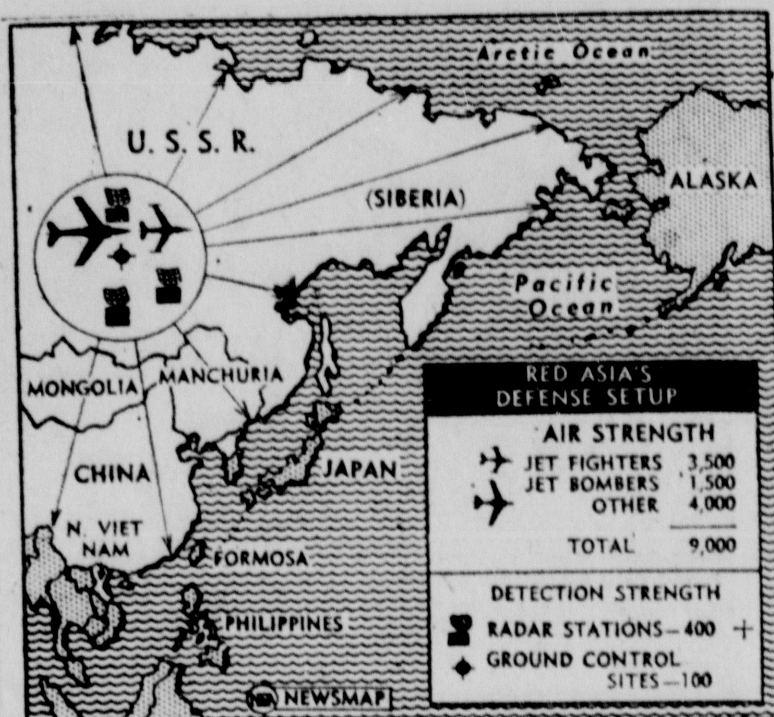 Arctic Ocean
U. S. S. R.
ALASKA
(SIBERIA)
Pacific
Ocean
MONGOLIA
MANCHURIA
CHINA
JAPAN
N. VIET
NAM
FORMOSA
PHILIPPINES
NEWSMAP
RED ASIA'S
DEFENSE SETUP
AIR STRENGTH
JET FIGHTERS 3,500
JET BOMBERS 1,500
OTHER 4,000
TOTAL 9,000
DETECTION STRENGTH
RADAR STATIONS—400 +
GROUND CONTROL
SITES—100